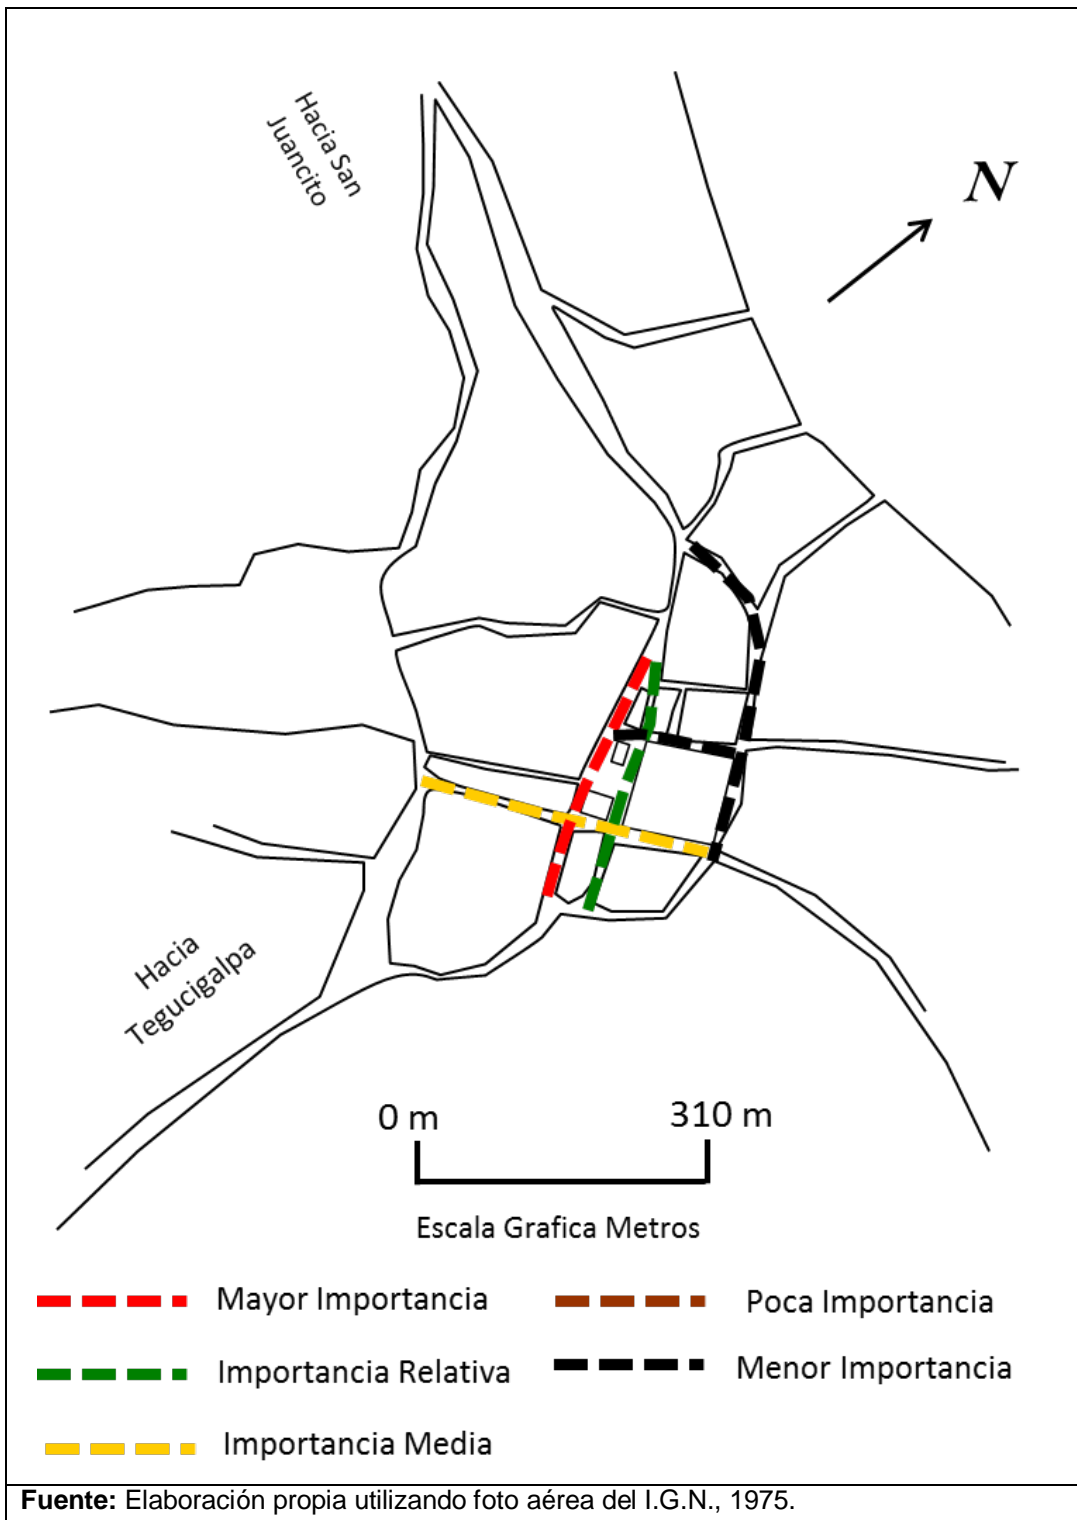 Hacia San
Juancito
N
Hacia
Tegucigalpa
0 m
310 m
Escala Grafica Metros
Mayor Importancia
Poca Importancia
Importancia Relativa
Menor Importancia
Importancia Media
Fuente: Elaboración propia utilizando foto aérea del I.G.N., 1975.